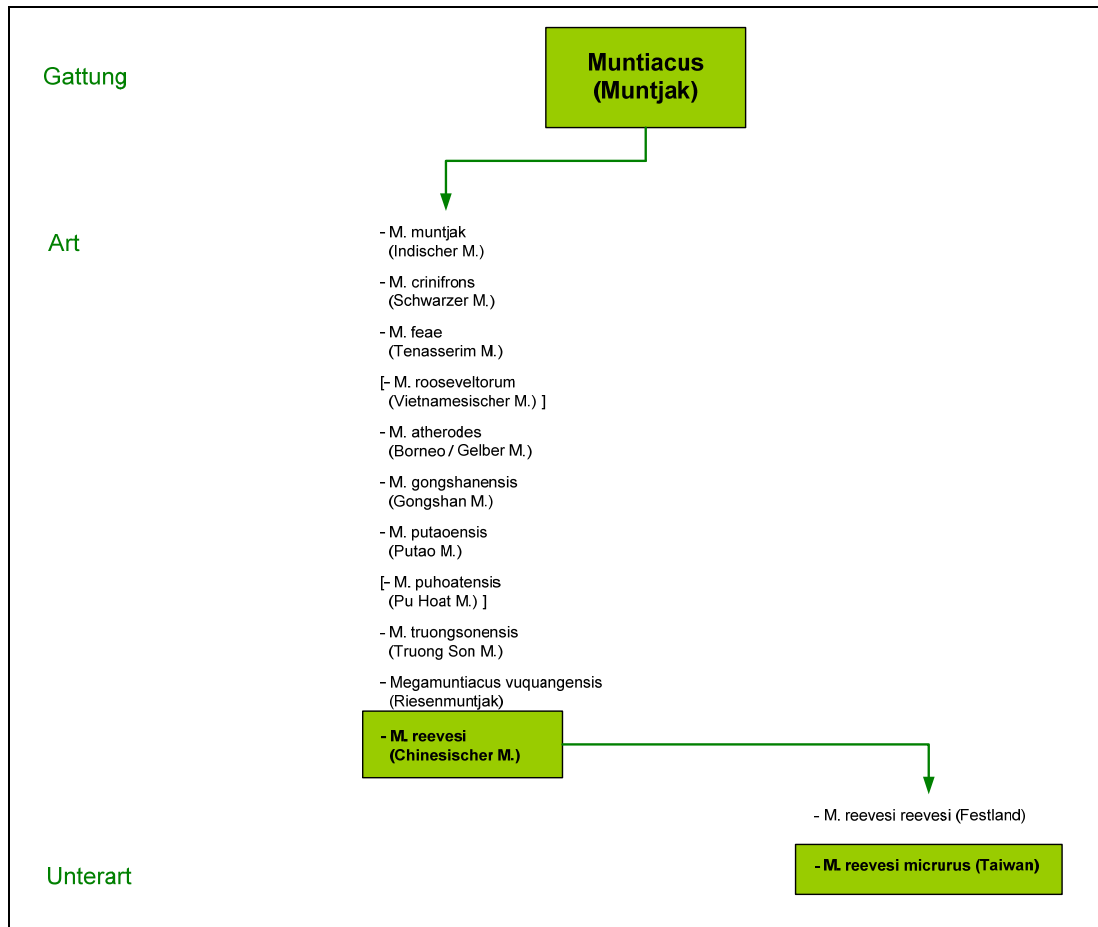 Gattung
Muntiacus
(Muntjak)
Art
- M. muntjak
(Indischer M.)
- M. crinifrons
(Schwarzer M.)
- M. feae
(Tenasserim M.)
[- M. rooseveltorum
(Vietnamesischer M.) ]
- M. atherodes
(Borneo / Gelber M.)
- M. gongshanensis
(Gongshan M.)
- M. putaoensis
(Putao M.)
[- M. puhoatensis
(Pu Hoat M.) ]
- M. truongsonensis
(Truong Son M.)
- Megamuntiacus vuquangensis
(Riesenmuntjak)
- M. reevesi
(Chinesischer M.)
- M. reevesi reevesi (Festland)
- M. reevesi micrurus (Taiwan)
Unterart